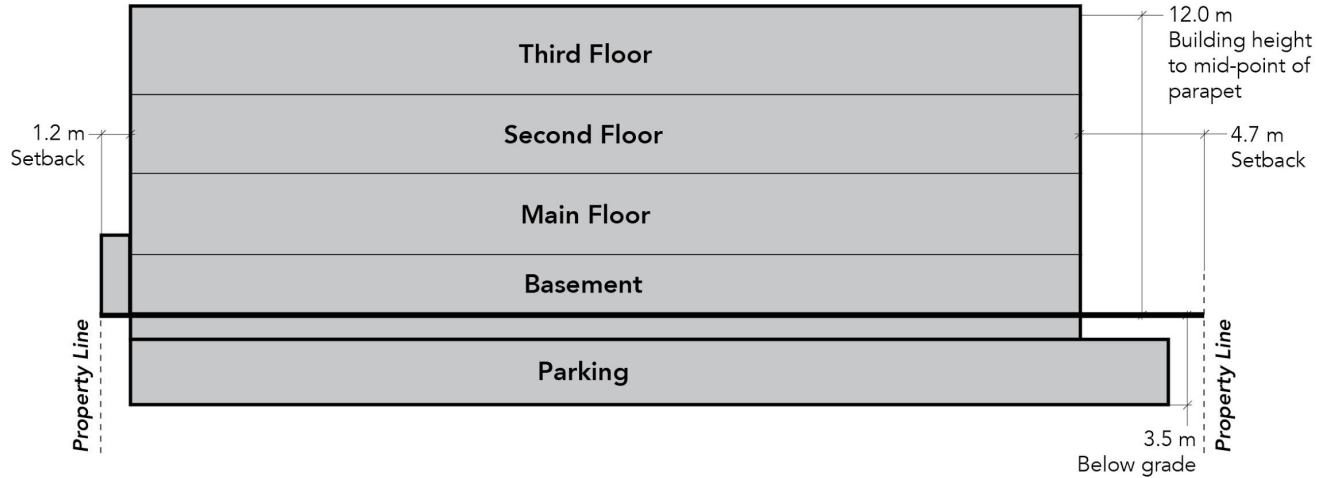 Third Floor
12.0 m
Building height
to mid-point of
parapet
1.2 m
Setback
Second Floor
4.7 m
Setback
Main Floor
Basement
Property Line
Parking
Property Line
3.5 m
Below grade